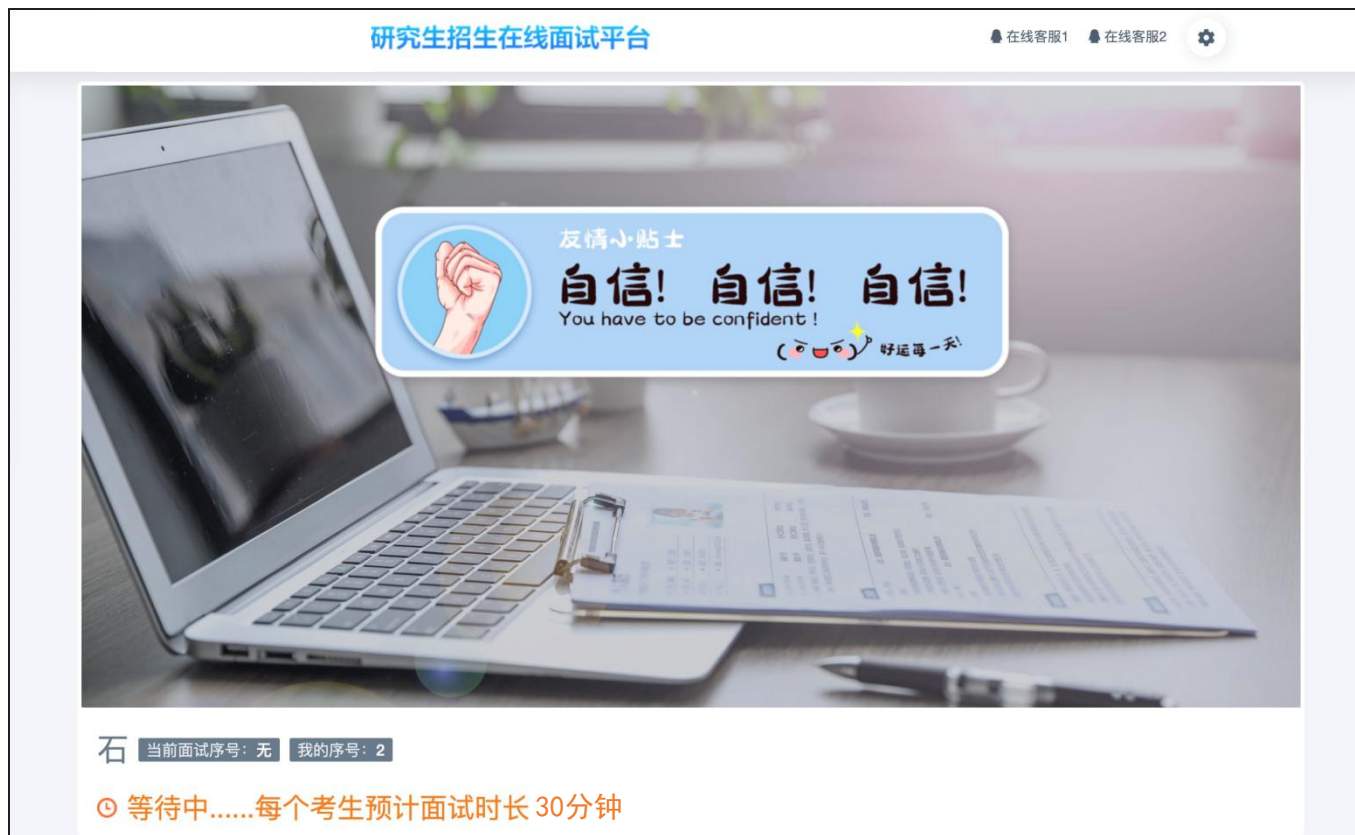 研究生招生在线面试平台
在线客服1 在线客服2
友情小贴士
自信! 自信! 自信!
You have to be confident !
好运每一天!
石 当前面试序号：无 我的序号：2
等待中......每个考生预计面试时长 30分钟